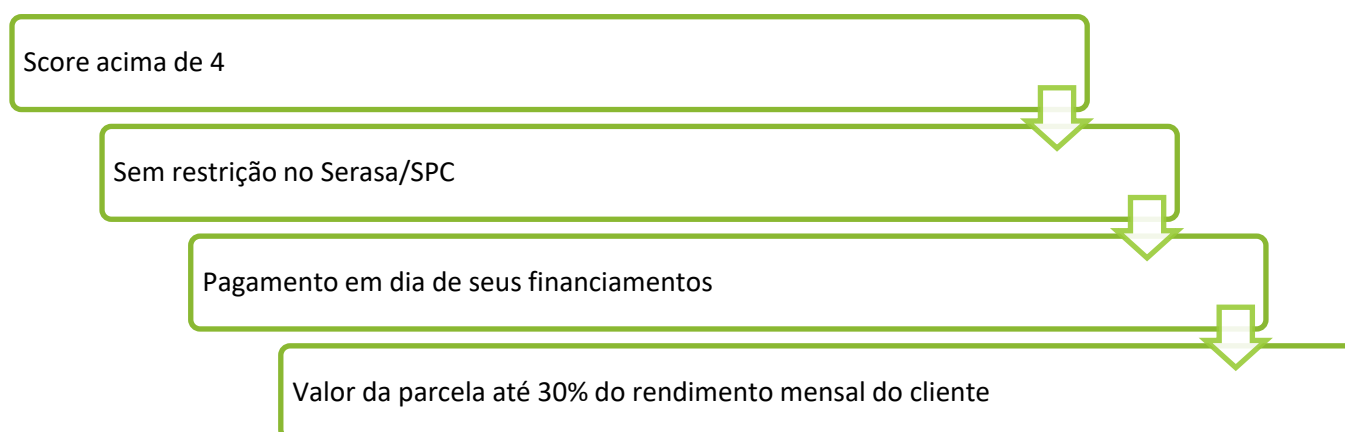 Score acima de 4
Sem restrição no Serasa/SPC
Pagamento em dia de seus financiamentos
Valor da parcela até 30% do rendimento mensal do cliente